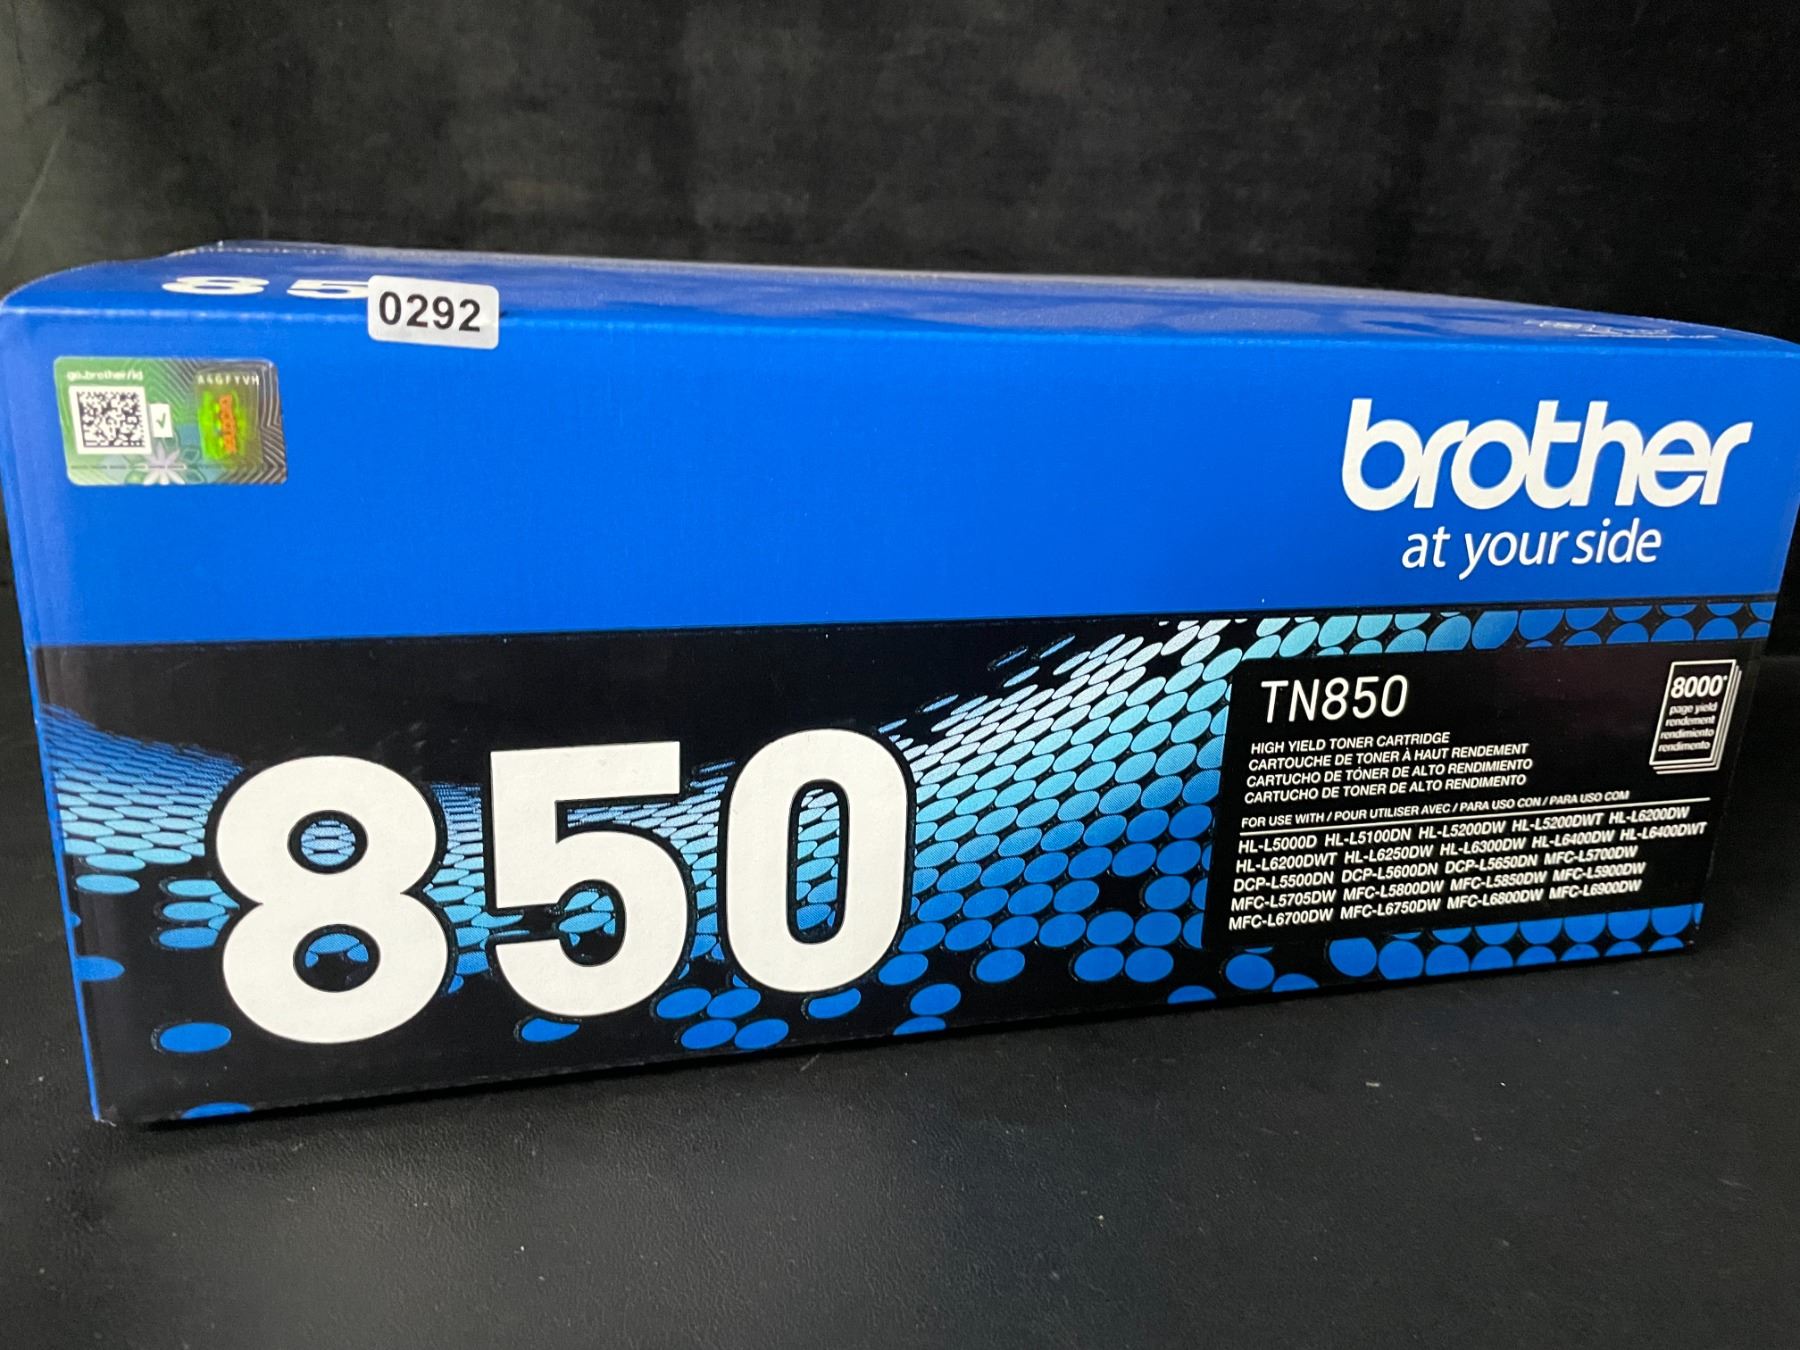 85
0292
go.brother/id
A4GFYVH
brother
at your side
850
TN850
8000*
page yield
rendement
rendimiento
rendimento
HIGH YIELD TONER CARTRIDGE
CARTOUCHE DE TONER À HAUT RENDEMENT
CARTUCHO DE TÓNER DE ALTO RENDIMIENTO
CARTUCHO DE TONER DE ALTO RENDIMENTO
FOR USE WITH / POUR UTILISER AVEC / PARA USO CON / PARA USO COM
HL-L5000D HL-L5100DN HL-L5200DW HL-L5200DWT HL-L6200DW
HL-L6200DWT HL-L6250DW HL-L6300DW HL-L6400DW HL-L6400DWT
DCP-L5500DN DCP-L5600DN DCP-L5650DN MFC-L5700DW
MFC-L5705DW MFC-L5800DW MFC-L5850DW MFC-L5900DW
MFC-L6700DW MFC-L6750DW MFC-L6800DW MFC-L6900DW